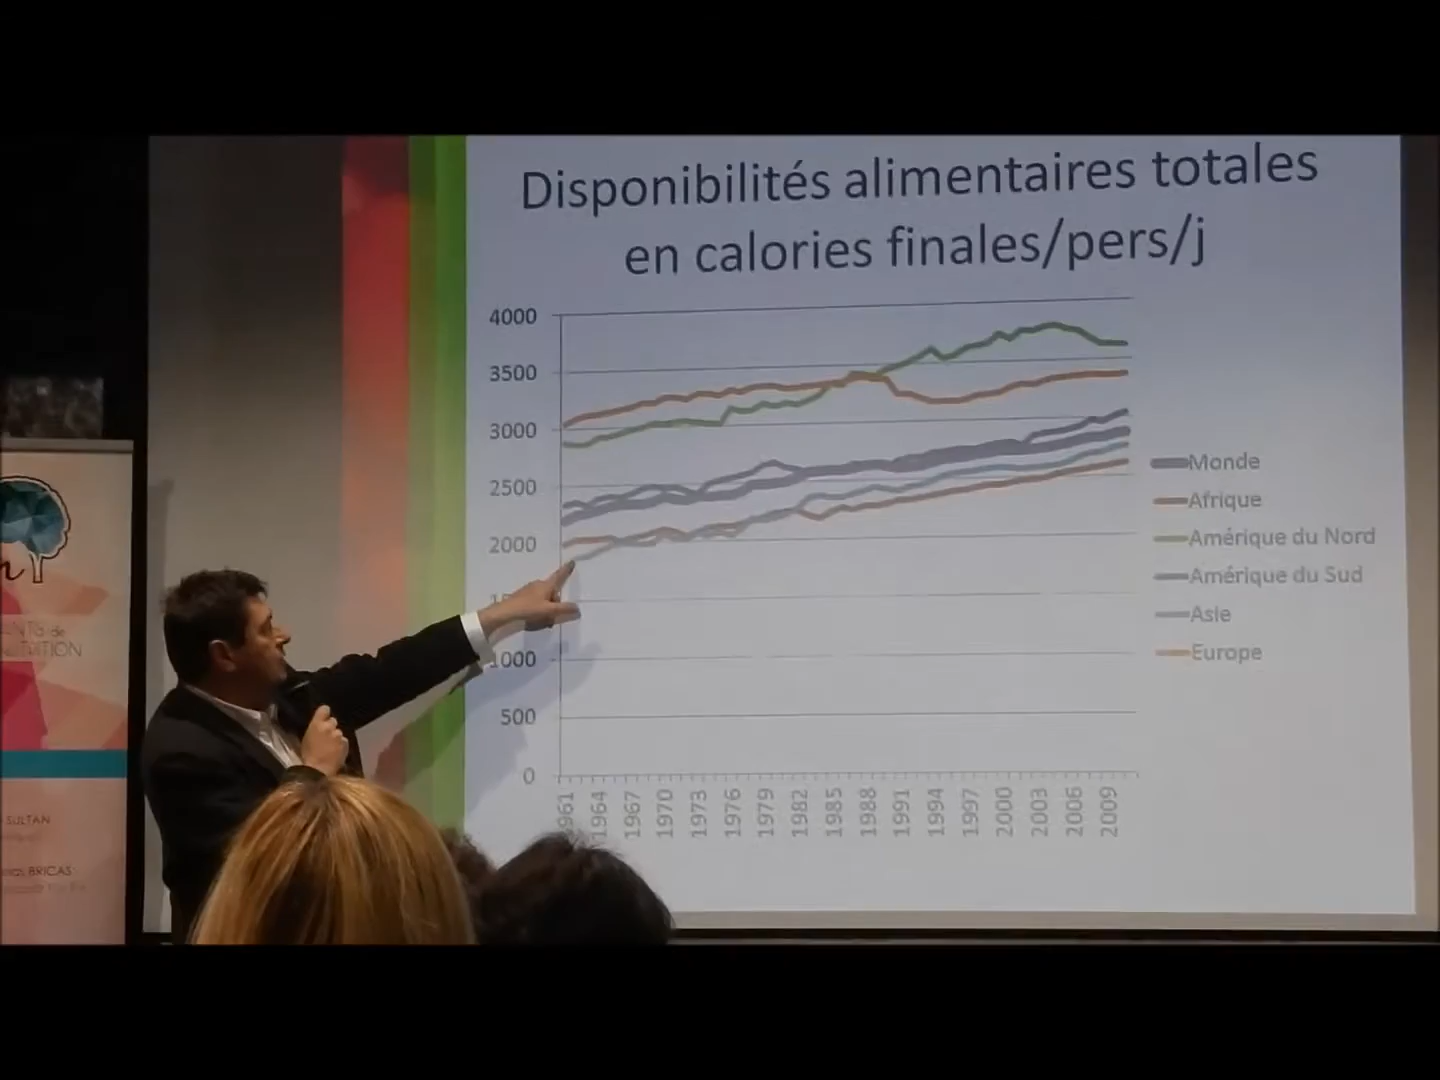 Disponibilités alimentaires totales
en calories finales/pers/j
4000
3500
3000
2500
2000
1000
500
0
Monde
Afrique
Amérique du Nord
Amérique du Sud
Asie
Europe
1961
1964
1967
1970
1973
1976
1979
1982
1985
1988
1991
1994
1997
2000
2003
2006
2009
SULTAN
BRICAS